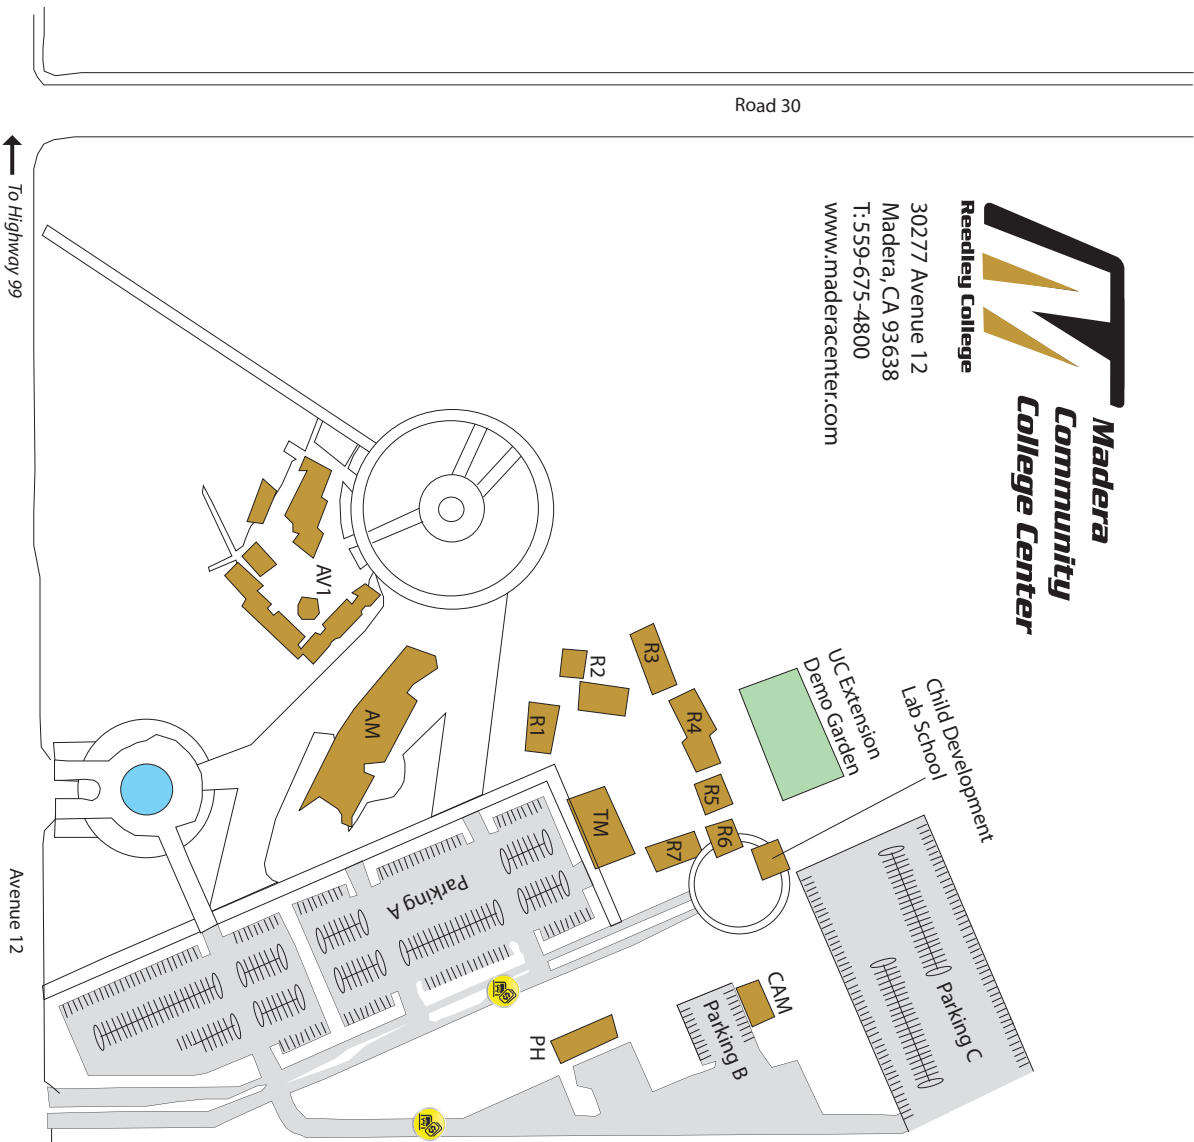 Madera
Community
College Center
Reedley College
30277 Avenue 12
Madera, CA 93638
T:559-675-4800
www.maderacenter.com
Road 30
To Highway 99
Avenue 12
UC Extension
Demo Garden
Child Development
Lab School
AV1
AM
R1
R2
R3
R4
R5
R6
R7
TM
CAM
PH
Parking A
Parking B
Parking C